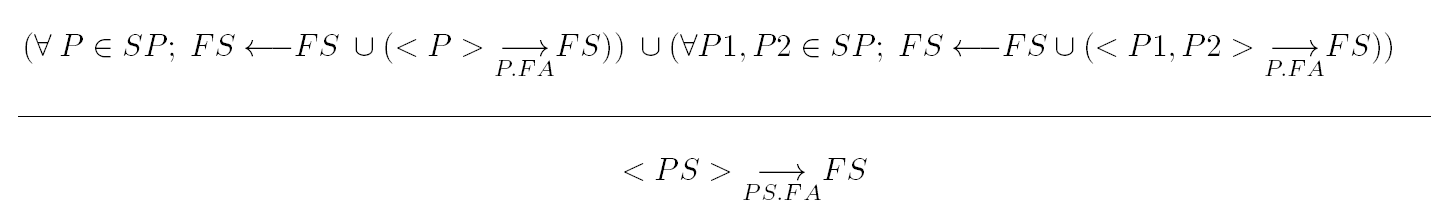 (∀ P ∈ SP; FS ⟵ FS ∪ (< P > ⟶_{P.FA} FS)) ∪ (∀P1, P2 ∈ SP; FS ⟵ FS ∪ (< P1, P2 > ⟶_{P.FA} FS))
< PS > ⟶_{PS.FA} FS